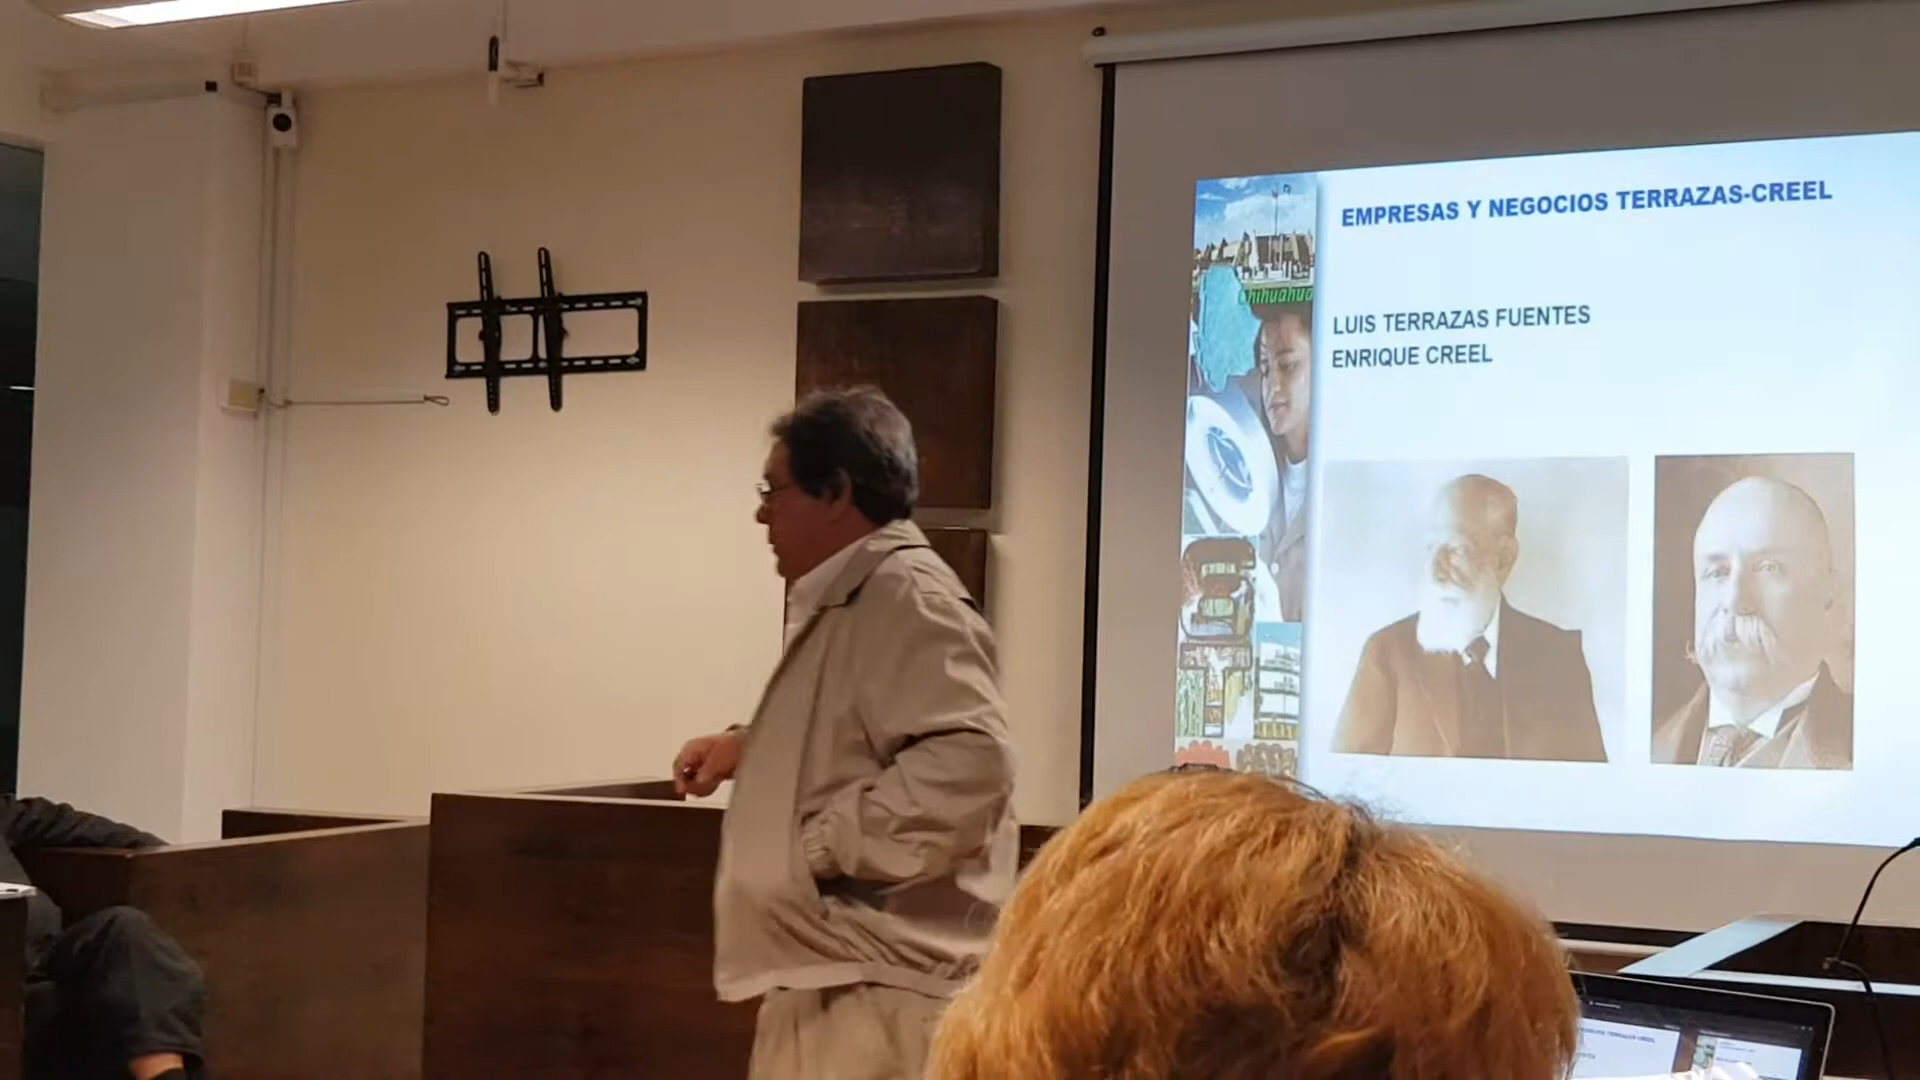 EMPRESAS Y NEGOCIOS TERRAZAS-CREEL
Chihuahua
LUIS TERRAZAS FUENTES
ENRIQUE CREEL